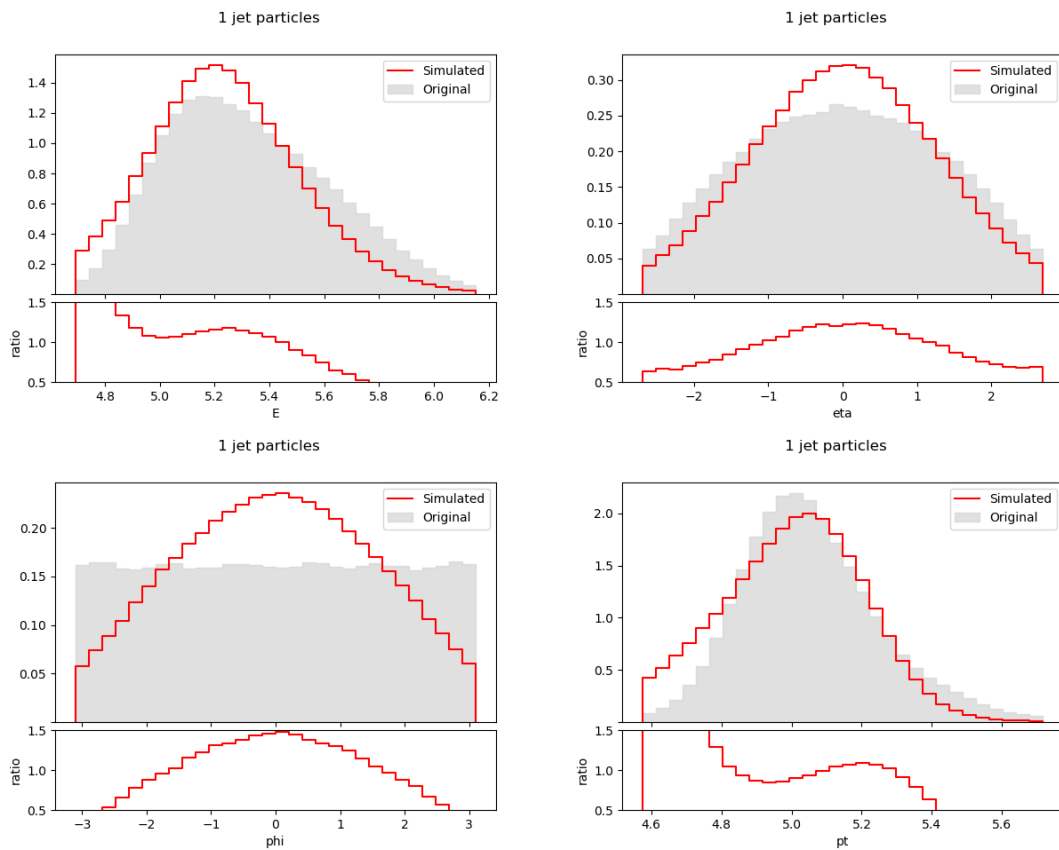 1 jet particles
Simulated
Original
1.4
1.2
1.0
0.8
0.6
0.4
0.2
1.5
1.0
0.5
ratio
4.8 5.0 5.2 5.4 5.6 5.8 6.0 6.2
E
1 jet particles
Simulated
Original
0.30
0.25
0.20
0.15
0.10
0.05
1.5
1.0
0.5
ratio
−2 −1 0 1 2
eta
1 jet particles
Simulated
Original
0.20
0.15
0.10
0.05
1.5
1.0
0.5
ratio
−3 −2 −1 0 1 2 3
phi
1 jet particles
Simulated
Original
2.0
1.5
1.0
0.5
1.5
1.0
0.5
ratio
4.6 4.8 5.0 5.2 5.4 5.6
pt